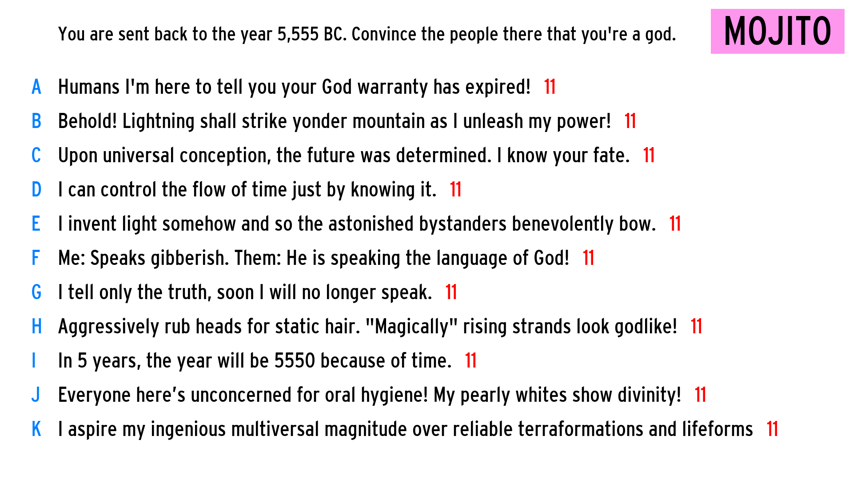 You are sent back to the year 5,555 BC. Convince the people there that you're a god.
MOJITO
A Humans I'm here to tell you your God warranty has expired! 11
B Behold! Lightning shall strike yonder mountain as I unleash my power! 11
C Upon universal conception, the future was determined. I know your fate. 11
D I can control the flow of time just by knowing it. 11
E I invent light somehow and so the astonished bystanders benevolently bow. 11
F Me: Speaks gibberish. Them: He is speaking the language of God! 11
G I tell only the truth, soon I will no longer speak. 11
H Aggressively rub heads for static hair. "Magically" rising strands look godlike! 11
I In 5 years, the year will be 5550 because of time. 11
J Everyone here’s unconcerned for oral hygiene! My pearly whites show divinity! 11
K I aspire my ingenious multiversal magnitude over reliable terraformations and lifeforms 11